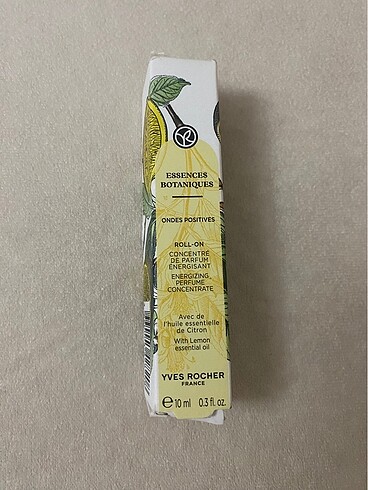 ESSENCES
BOTANIQUES
ONDES POSITIVES
ROLL-ON
CONCENTRÉ
DE PARFUM
ÉNERGISANT
ENERGIZING
PERFUME
CONCENTRATE
Avec de
l'huile essentielle
de Citron
With Lemon
essential oil
YVES ROCHER
FRANCE
℮ 10 ml 0.3 fl. oz.